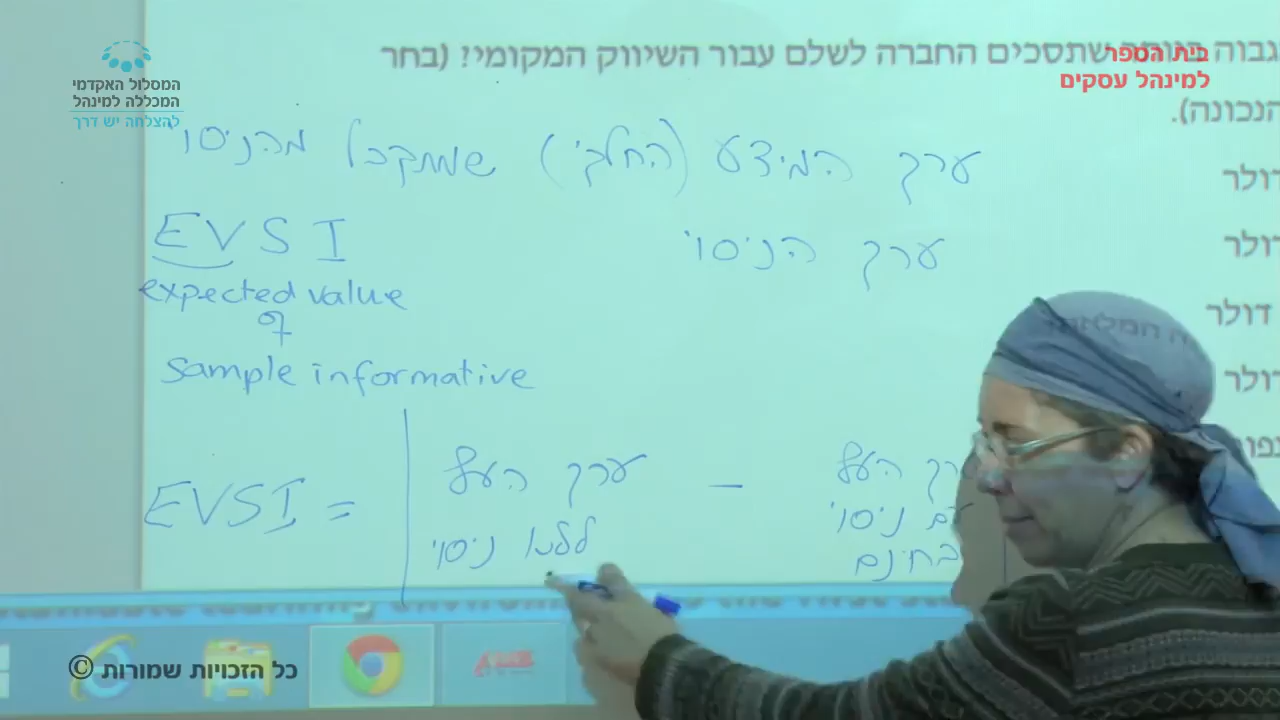 המסלול האקדמי
המכללה למינהל
להצלחה יש דרך
בית הספר
למינהל עסקים
שתסכים החברה לשלם עבור השיווק המקומי? (בחר
הנכונה).
ערך המידע (החלקי) שמתקבל מהניסוי
EVSI
ערך הניסוי
expected value
of
sample informative
דולר
דולר
דולר
דולר
EVSI = | ערך העץ − העץ
ללא ניסוי
עם ניסוי
בחינם
© כל הזכויות שמורות